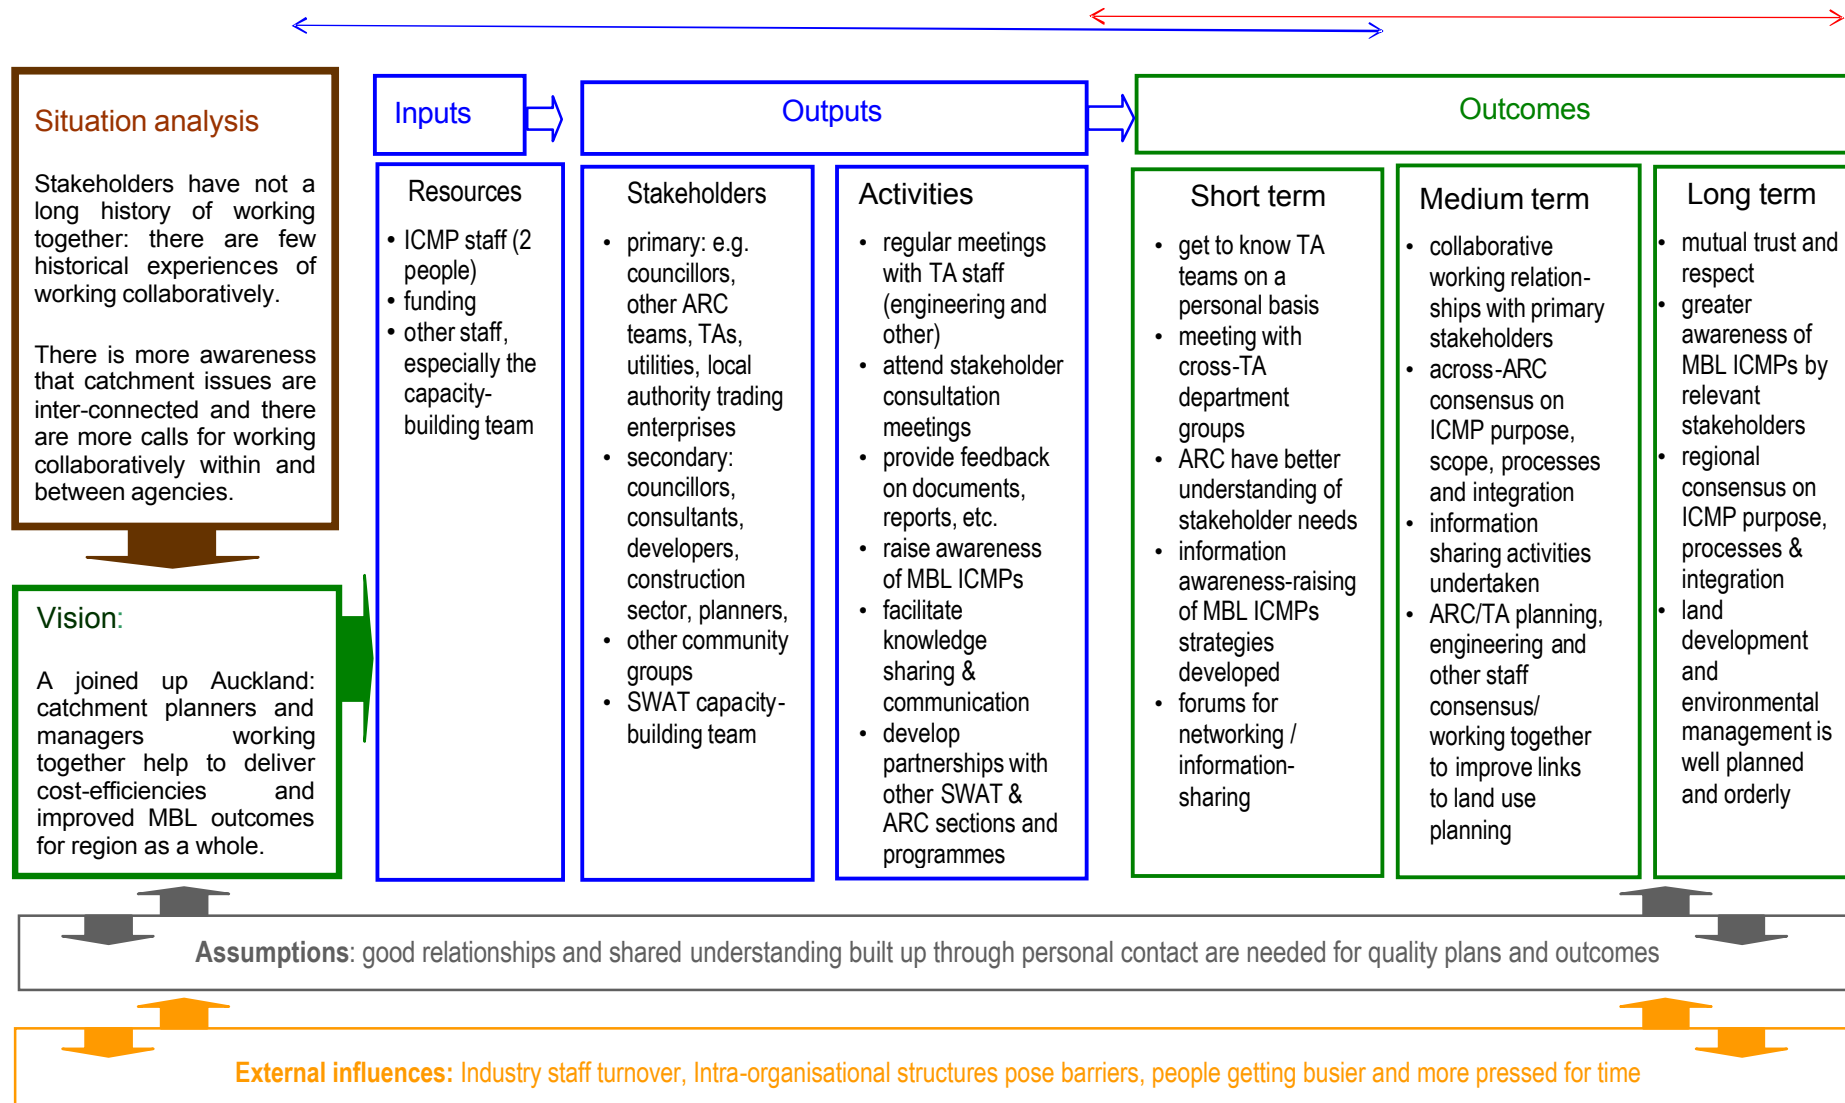 Situation analysis
Stakeholders have not a
long history of working
together: there are few
historical experiences of
working collaboratively.
There is more awareness
that catchment issues are
inter-connected and there
are more calls for working
collaboratively within and
between agencies.
Vision:
A joined up Auckland:
catchment planners and
managers working
together help to deliver
cost-efficiencies and
improved MBL outcomes
for region as a whole.
Inputs
Resources
• ICMP staff (2
people)
• funding
• other staff,
especially the
capacity-
building team
Outputs
Stakeholders
• primary: e.g.
councillors,
other ARC
teams, TAs,
utilities, local
authority trading
enterprises
• secondary:
councillors,
consultants,
developers,
construction
sector, planners,
• other community
groups
• SWAT capacity-
building team
Activities
• regular meetings
with TA staff
(engineering and
other)
• attend stakeholder
consultation
meetings
• provide feedback
on documents,
reports, etc.
• raise awareness
of MBL ICMPs
• facilitate
knowledge
sharing &
communication
• develop
partnerships with
other SWAT &
ARC sections and
programmes
Outcomes
Short term
• get to know TA
teams on a
personal basis
• meeting with
cross-TA
department
groups
• ARC have better
understanding of
stakeholder needs
• information
awareness-raising
of MBL ICMPs
strategies
developed
• forums for
networking /
information-
sharing
Medium term
• collaborative
working relation-
ships with primary
stakeholders
• across-ARC
consensus on
ICMP purpose,
scope, processes
and integration
• information
sharing activities
undertaken
• ARC/TA planning,
engineering and
other staff
consensus/
working together
to improve links
to land use
planning
Long term
• mutual trust and
respect
• greater
awareness of
MBL ICMPs by
relevant
stakeholders
• regional
consensus on
ICMP purpose,
processes &
integration
• land
development
and
environmental
management is
well planned
and orderly
Assumptions: good relationships and shared understanding built up through personal contact are needed for quality plans and outcomes
External influences: Industry staff turnover, Intra-organisational structures pose barriers, people getting busier and more pressed for time